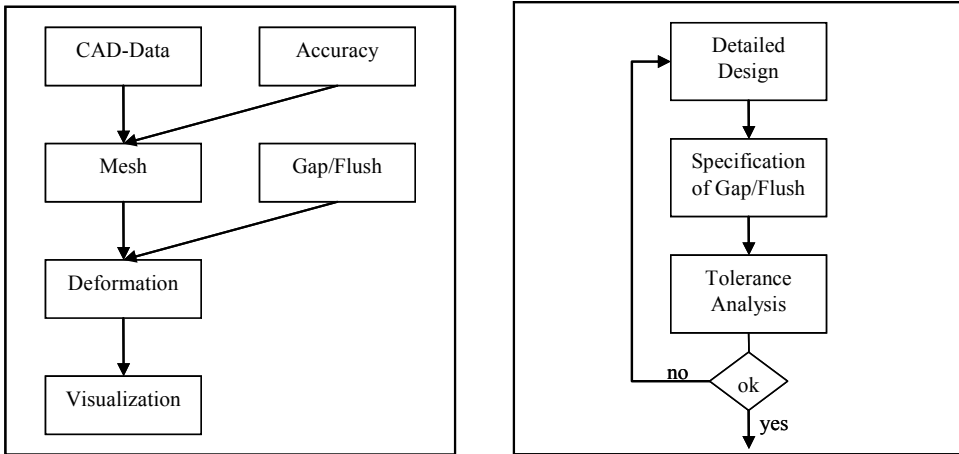 CAD-Data
Accuracy
Mesh
Gap/Flush
Deformation
Visualization
Detailed
Design
Specification
of Gap/Flush
Tolerance
Analysis
no
ok
yes